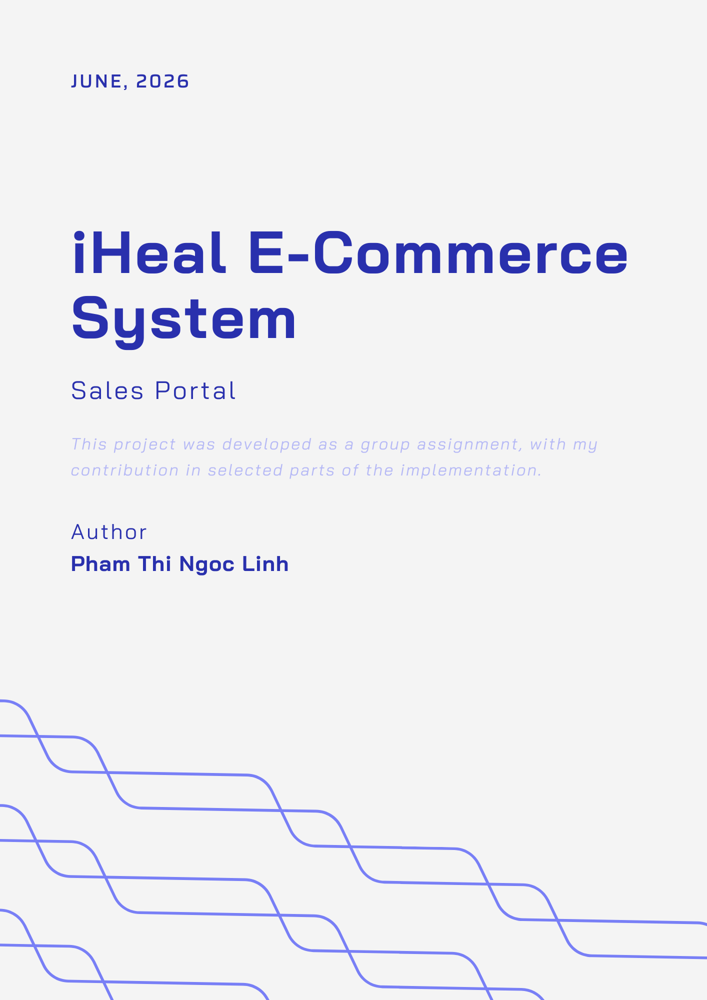 JUNE, 2026
iHeal E-Commerce
System
Sales Portal
This project was developed as a group assignment, with my
contribution in selected parts of the implementation.
Author
Pham Thi Ngoc Linh